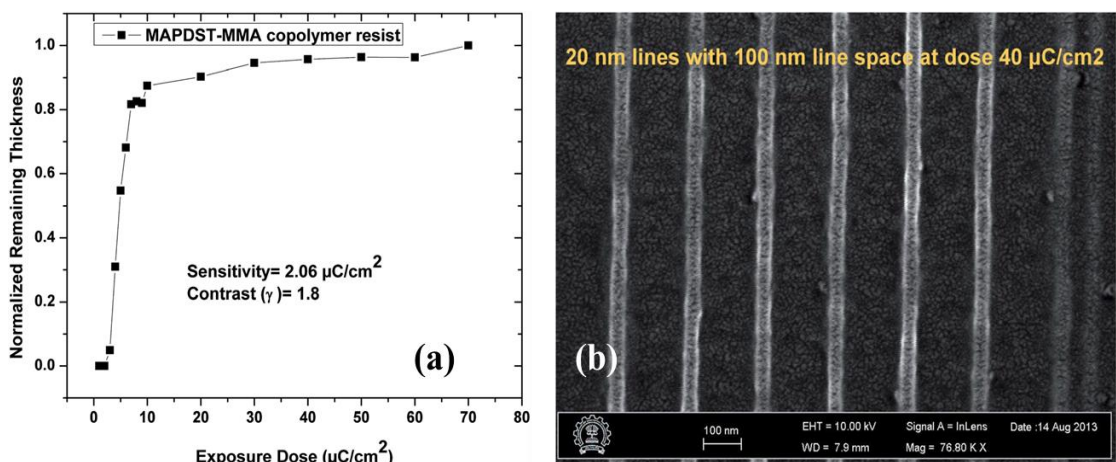 MAPDST-MMA copolymer resist
1.0
0.8
0.6
0.4
0.2
0.0
Normalized Remaining Thickness
Sensitivity= 2.06 µC/cm²
Contrast (γ)= 1.8
(a)
0 10 20 30 40 50 60 70 80
Exposure Dose (µC/cm²)
20 nm lines with 100 nm line space at dose 40 µC/cm2
(b)
100 nm
EHT = 10.00 kV
WD = 7.9 mm
Signal A = InLens
Mag = 76.80 K X
Date :14 Aug 2013